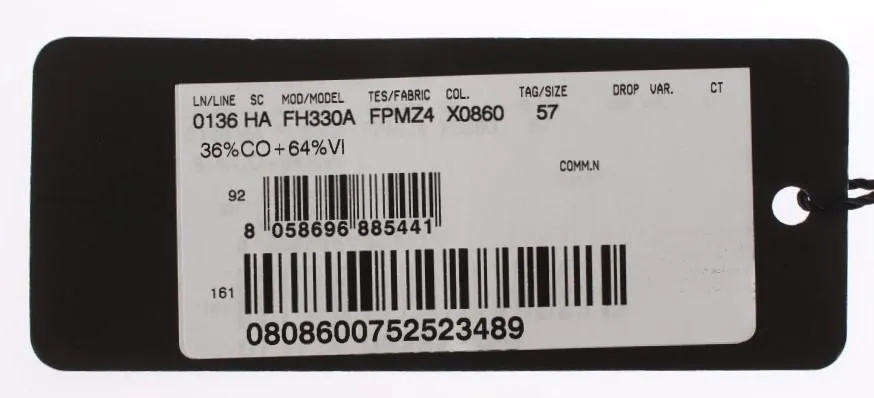 LN/LINE SC MOD/MODEL TES/FABRIC COL. TAG/SIZE DROP VAR. CT
0136 HA FH330A FPMZ4 X0860 57
36%CO+64%VI
COMM.N
92
8 058696 885441
161
0808600752523489